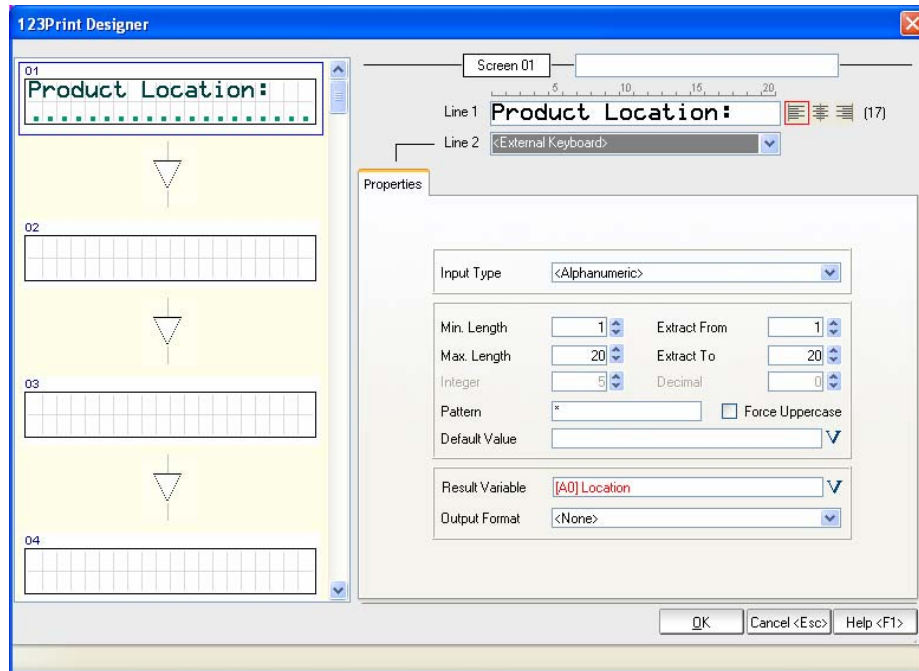 123Print Designer
01
Product Location:
02
03
04
Screen 01
5 10 15 20
Line 1 Product Location: (17)
Line 2 <External Keyboard>
Properties
Input Type <Alphanumeric>
Min. Length 1 Extract From 1
Max. Length 20 Extract To 20
Integer 5 Decimal 0
Pattern * Force Uppercase
Default Value
Result Variable [A0] Location
Output Format <None>
OK Cancel <Esc> Help <F1>